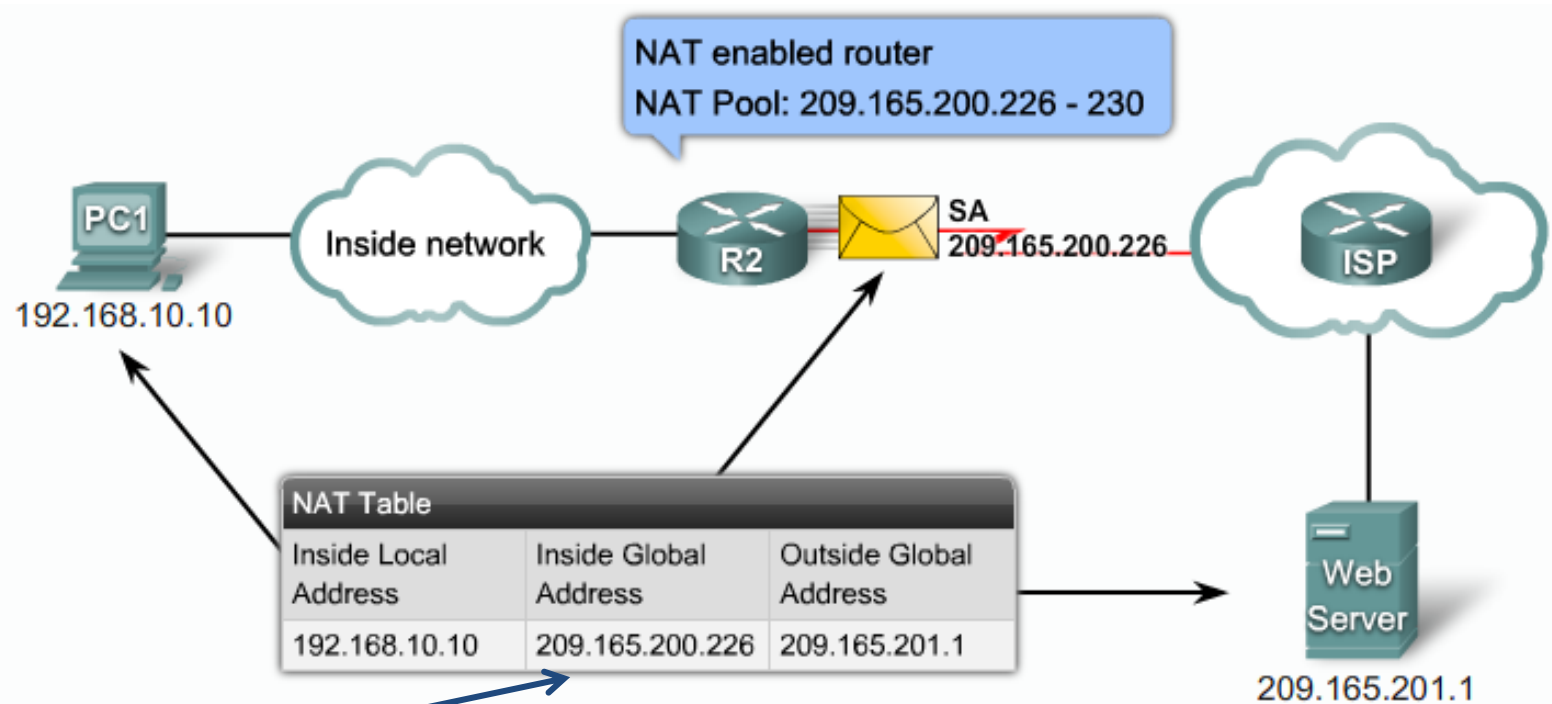 NAT enabled router
NAT Pool: 209.165.200.226 - 230
PC1
Inside network
R2
SA
209.165.200.226
ISP
192.168.10.10
NAT Table
Inside Local Address
Inside Global Address
Outside Global Address
192.168.10.10
209.165.200.226
209.165.201.1
Web
Server
209.165.201.1